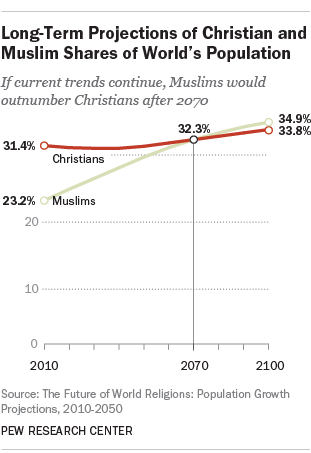 Long-Term Projections of Christian and
Muslim Shares of World's Population
If current trends continue, Muslims would
outnumber Christians after 2070
34.9%
32.3%
33.8%
31.4%
Christians
23.2%
Muslims
20
10
0
2010
2070
2100
Source: The Future of World Religions: Population Growth
Projections, 2010-2050
PEW RESEARCH CENTER